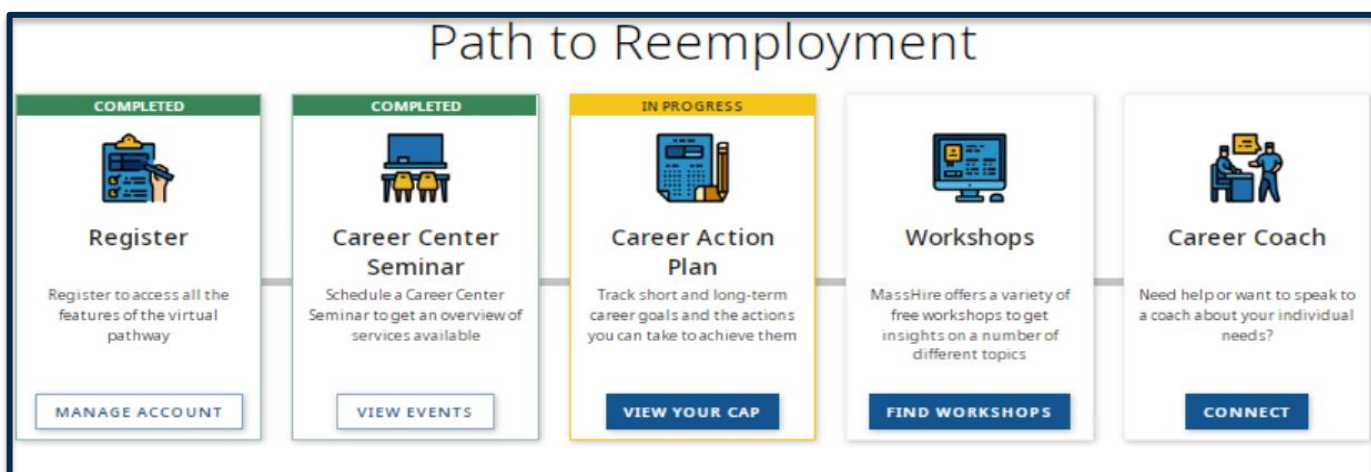 Path to Reemployment
COMPLETED
Register
Register to access all the
features of the virtual
pathway
MANAGE ACCOUNT
COMPLETED
Career Center
Seminar
Schedule a Career Center
Seminar to get an overview of
services available
VIEW EVENTS
IN PROGRESS
Career Action
Plan
Track short and long-term
career goals and the actions
you can take to achieve them
VIEW YOUR CAP
Workshops
MassHire offers a variety of
free workshops to get
insights on a number of
different topics
FIND WORKSHOPS
Career Coach
Need help or want to speak to
a coach about your individual
needs?
CONNECT